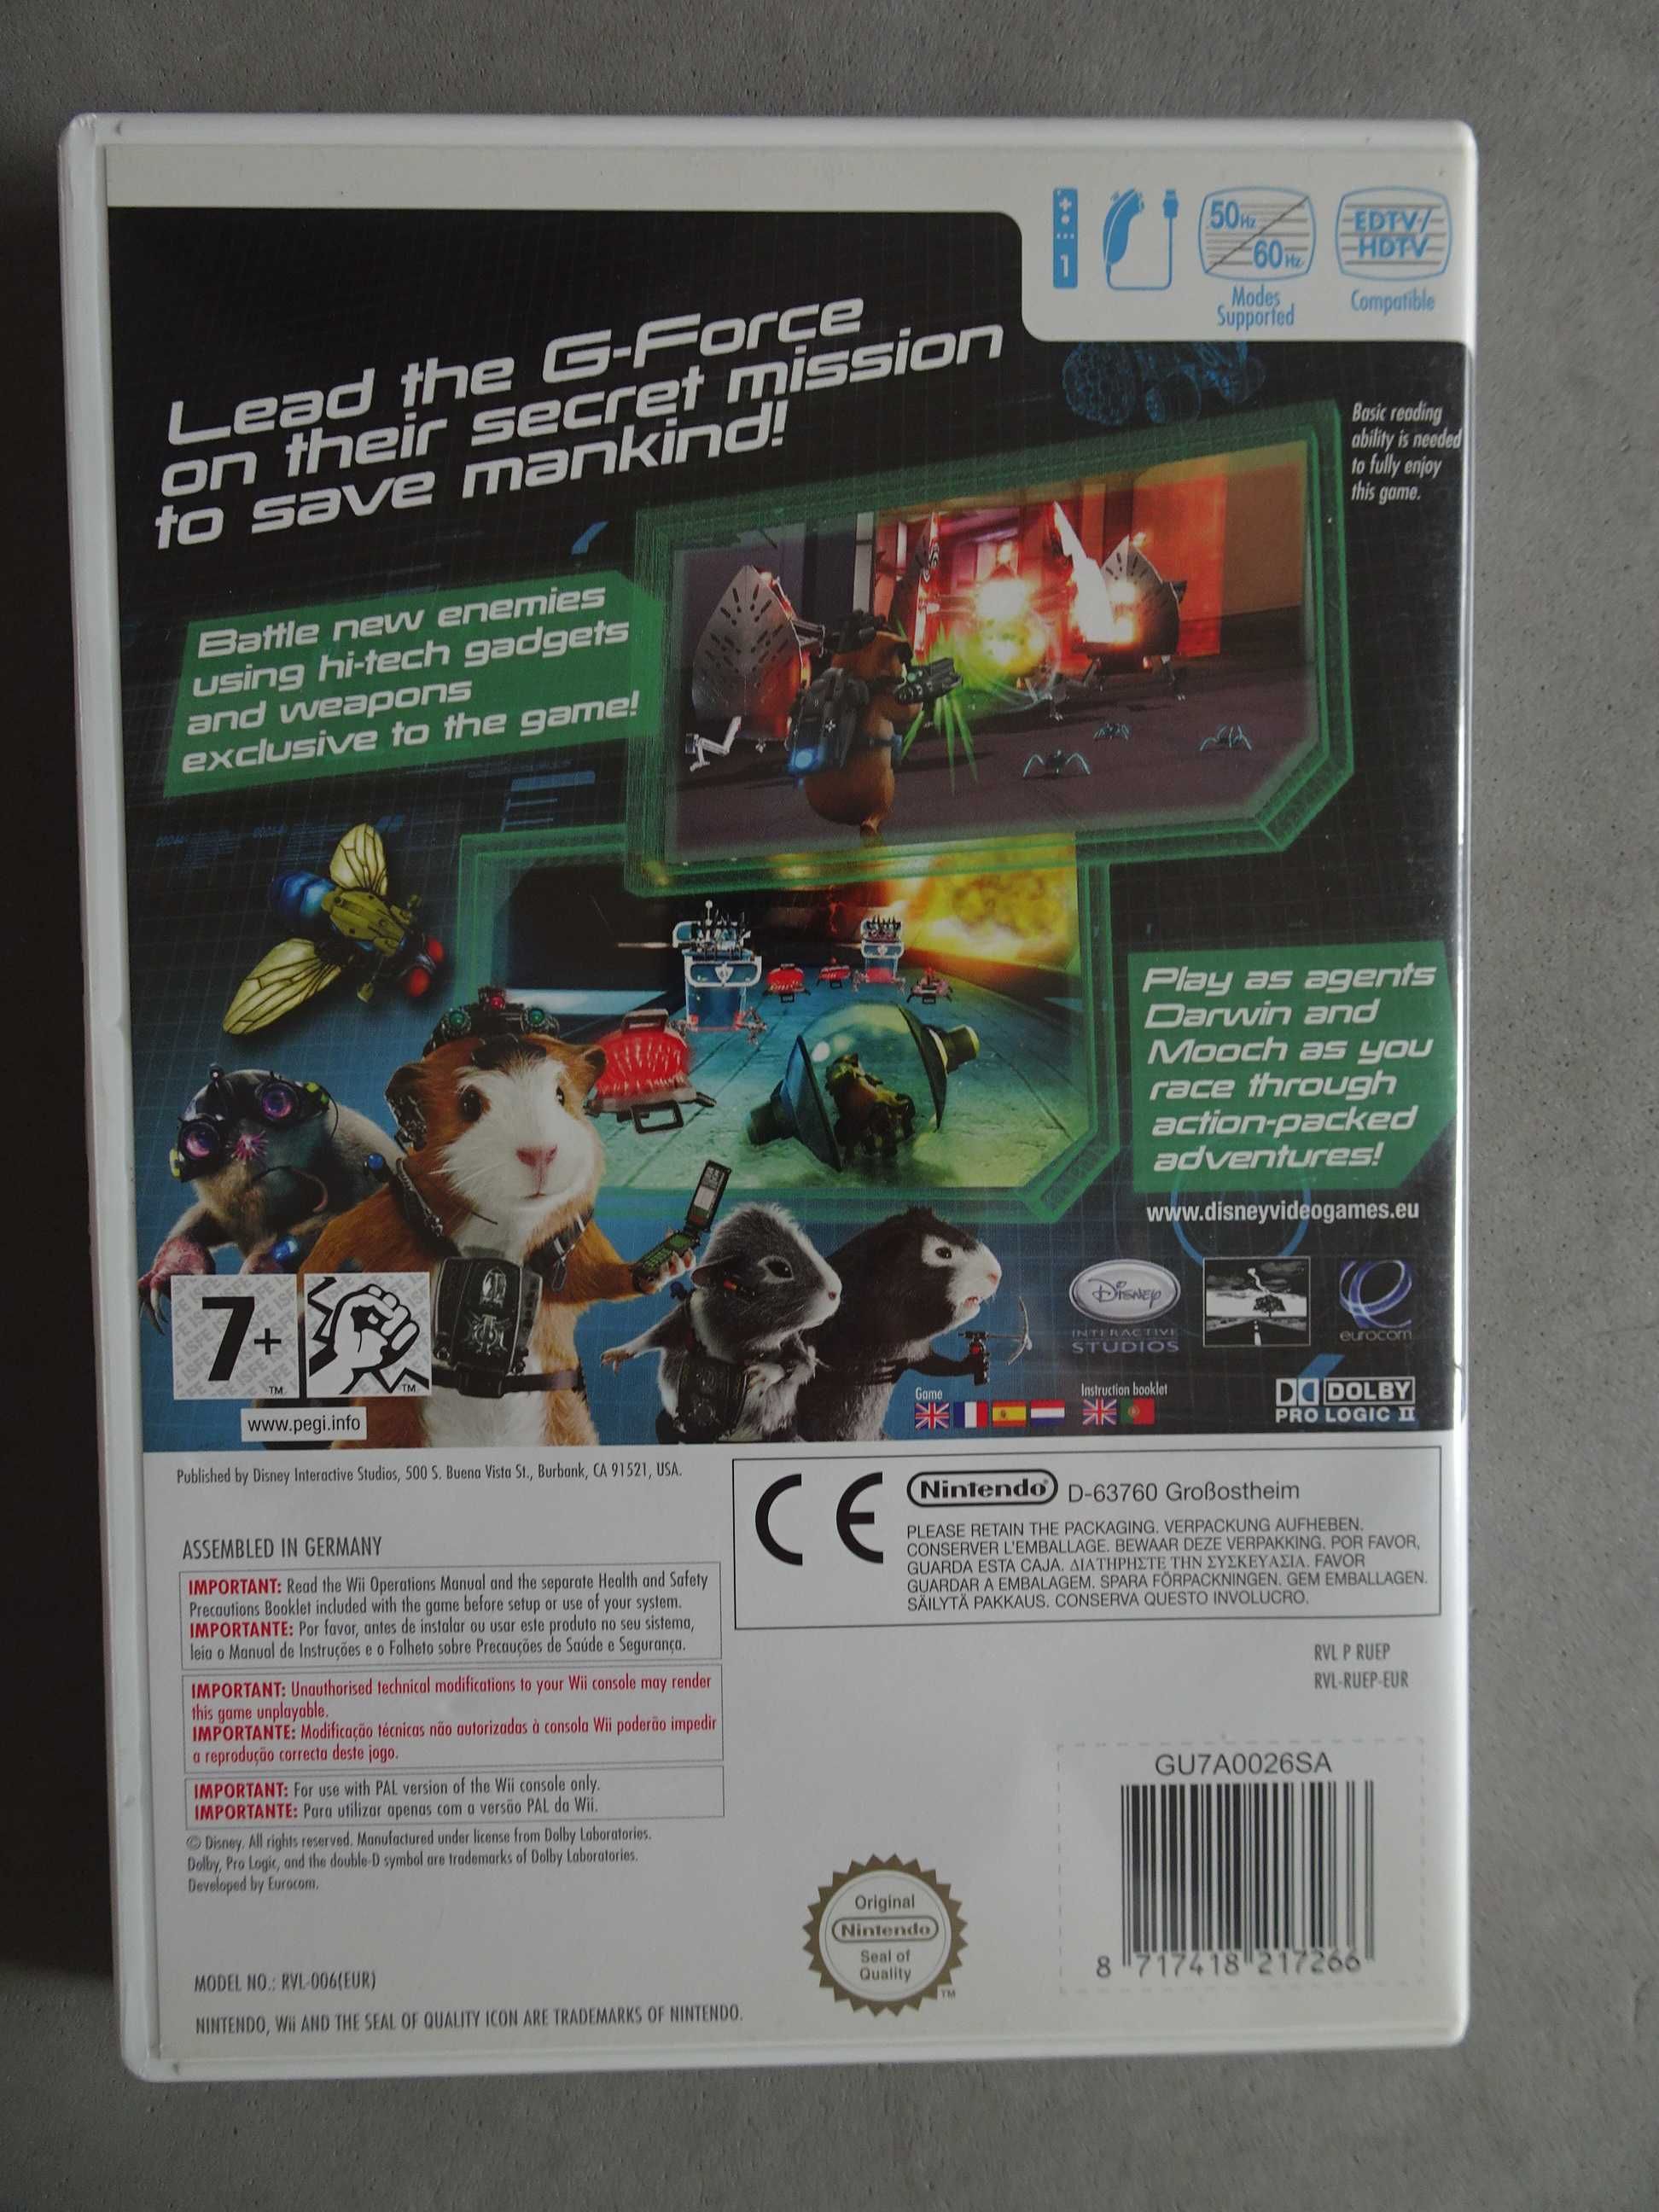 1
50Hz
60Hz
Modes
Supported
EDTV/
HDTV
Compatible
Lead the G-Force
on their secret mission
to save mankind!
Basic reading
ability is needed
to fully enjoy
this game.
Battle new enemies
using hi-tech gadgets
and weapons
exclusive to the game!
Play as agents
Darwin and
Mooch as you
race through
action-packed
adventures!
www.disneyvideogames.eu
7+
TM
TM
www.pegi.info
Disney
INTERACTIVE
STUDIOS
eurocom
Game
Instruction booklet
DOLBY
PRO LOGIC II
Published by Disney Interactive Studios, 500 S. Buena Vista St., Burbank, CA 91521, USA.
CE
Nintendo® D-63760 Großostheim
PLEASE RETAIN THE PACKAGING. VERPACKUNG AUFHEBEN.
CONSERVER L'EMBALLAGE. BEWAAR DEZE VERPAKKING. POR FAVOR,
GUARDA ESTA CAJA. ΔΙΑΤΗΡΗΣΤΕ ΤΗΝ ΣΥΣΚΕΥΑΣΙΑ. FAVOR
GUARDAR A EMBALAGEM. SPARA FÖRPACKNINGEN. GEM EMBALLAGEN.
SÄILYTÄ PAKKAUS. CONSERVA QUESTO INVOLUCRO.
ASSEMBLED IN GERMANY
IMPORTANT: Read the Wii Operations Manual and the separate Health and Safety
Precautions Booklet included with the game before setup or use of your system.
IMPORTANTE: Por favor, antes de instalar ou usar este produto no seu sistema,
leia o Manual de Instruções e o Folheto sobre Precauções de Saúde e Segurança.
IMPORTANT: Unauthorised technical modifications to your Wii console may render
this game unplayable.
IMPORTANTE: Modificação técnicas não autorizadas à consola Wii poderão impedir
a reprodução correcta deste jogo.
IMPORTANT: For use with PAL version of the Wii console only.
IMPORTANTE: Para utilizar apenas com a versão PAL da Wii.
© Disney. All rights reserved. Manufactured under license from Dolby Laboratories.
Dolby, Pro Logic, and the double-D symbol are trademarks of Dolby Laboratories.
Developed by Eurocom.
RVL P RUEP
RVL-RUEP-EUR
GU7A0026SA
8 717418 217266
Original
Nintendo
Seal of
Quality
TM
MODEL NO.: RVL-006(EUR)
NINTENDO, Wii AND THE SEAL OF QUALITY ICON ARE TRADEMARKS OF NINTENDO.